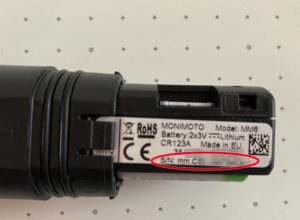 RoHS MONIMOTO Model: MM6
Battery:2x3V Lithium
CR123A Made in EU
CE
S/N: mm.C